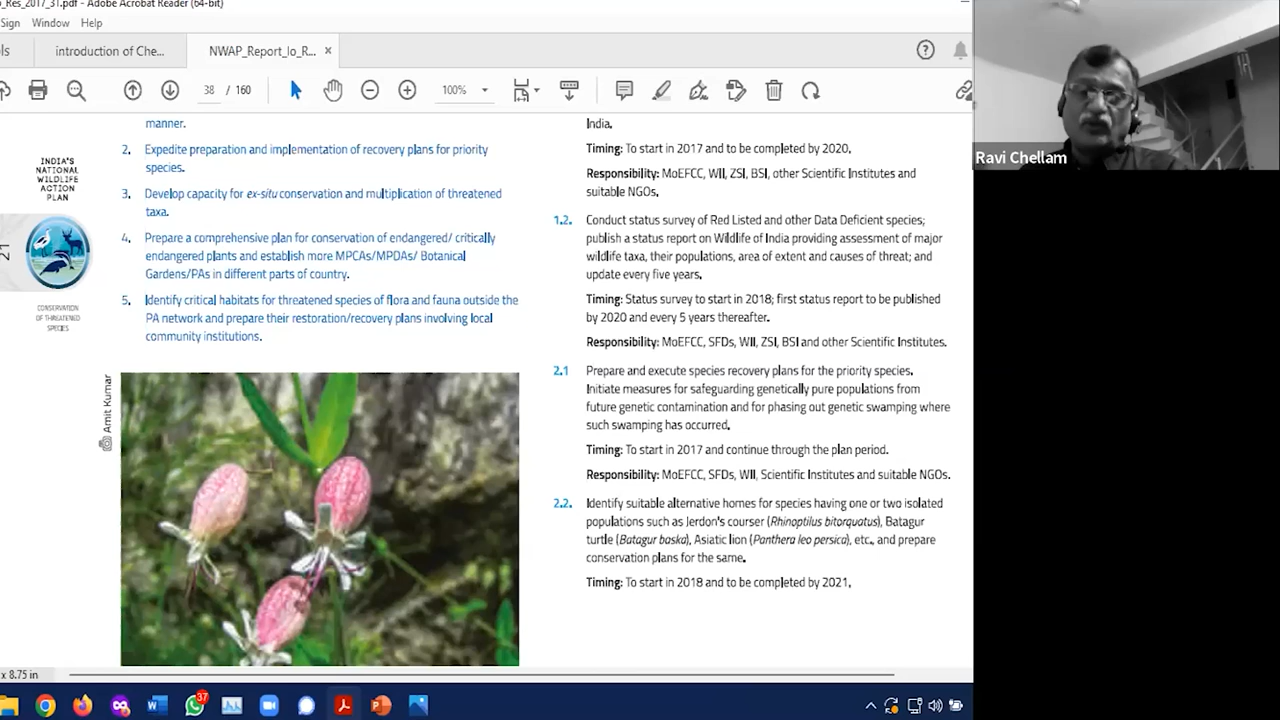 o_Res_2017_31.pdf - Adobe Acrobat Reader (64-bit)
Sign Window Help
ls
introduction of Che...
NWAP_Report_lo_R... ×
38 / 160
100%
manner.
2. Expedite preparation and implementation of recovery plans for priority
species.
3. Develop capacity for ex-situ conservation and multiplication of threatened
taxa.
4. Prepare a comprehensive plan for conservation of endangered/ critically
endangered plants and establish more MPCAs/MPDAs/ Botanical
Gardens/PAs in different parts of country.
5. Identify critical habitats for threatened species of flora and fauna outside the
PA network and prepare their restoration/recovery plans involving local
community institutions.
INDIA'S
NATIONAL
WILDLIFE
ACTION
PLAN
21
CONSERVATION
OF THREATENED
SPECIES
Amit Kumar
India.
Timing: To start in 2017 and to be completed by 2020.
Responsibility: MoEFCC, WII, ZSI, BSI, other Scientific Institutes and
suitable NGOs.
1.2. Conduct status survey of Red Listed and other Data Deficient species;
publish a status report on Wildlife of India providing assessment of major
wildlife taxa, their populations, area of extent and causes of threat; and
update every five years.
Timing: Status survey to start in 2018; first status report to be published
by 2020 and every 5 years thereafter.
Responsibility: MoEFCC, SFDs, WII, ZSI, BSI and other Scientific Institutes.
2.1 Prepare and execute species recovery plans for the priority species.
Initiate measures for safeguarding genetically pure populations from
future genetic contamination and for phasing out genetic swamping where
such swamping has occurred.
Timing: To start in 2017 and continue through the plan period.
Responsibility: MoEFCC, SFDs, WII, Scientific Institutes and suitable NGOs.
2.2. Identify suitable alternative homes for species having one or two isolated
populations such as Jerdon's courser (Rhinoptilus bitorquatus), Batagur
turtle (Batagur baska), Asiatic lion (Panthera leo persica), etc., and prepare
conservation plans for the same.
Timing: To start in 2018 and to be completed by 2021.
x 8.75 in
37
Ravi Chellam